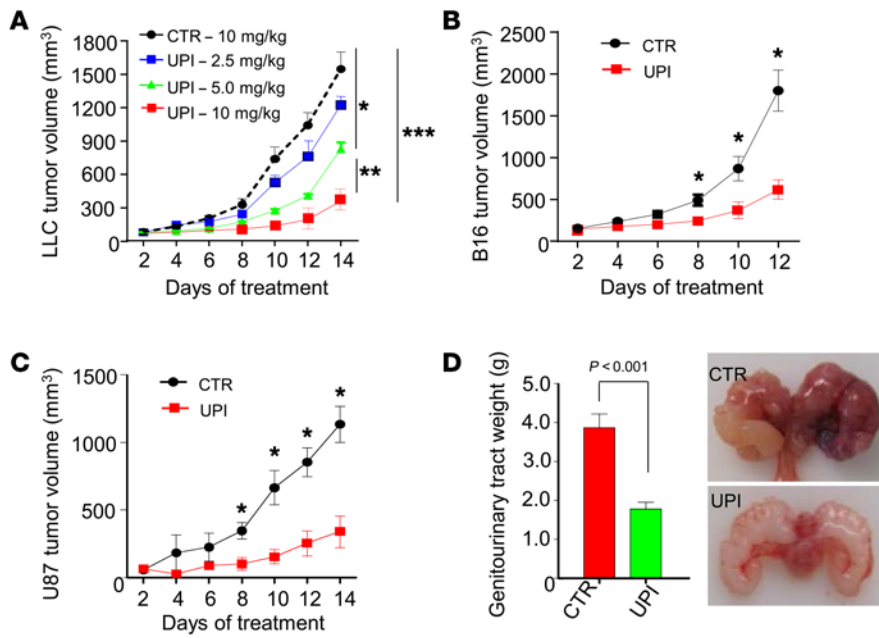 A
LLC tumor volume (mm³)
1800
1500
1200
900
600
300
0
CTR – 10 mg/kg
UPI – 2.5 mg/kg
UPI – 5.0 mg/kg
UPI – 10 mg/kg
*
**
***
2 4 6 8 10 12 14
Days of treatment
B
B16 tumor volume (mm³)
2500
2000
1500
1000
500
0
CTR
UPI
*
*
*
2 4 6 8 10 12
Days of treatment
C
U87 tumor volume (mm³)
1500
1000
500
0
CTR
UPI
*
*
*
*
2 4 6 8 10 12 14
Days of treatment
D
Genitourinary tract weight (g)
P < 0.001
5.0
4.0
3.0
2.0
1.0
0
CTR
UPI
CTR
UPI